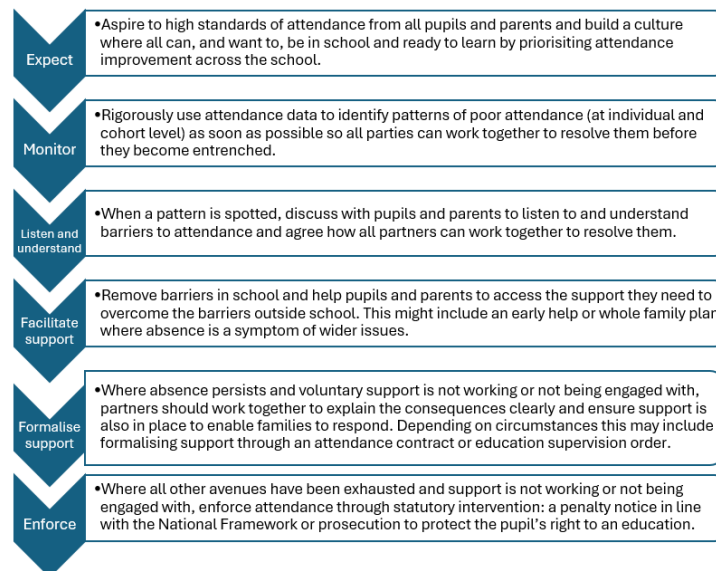 Expect
•Aspire to high standards of attendance from all pupils and parents and build a culture
where all can, and want to, be in school and ready to learn by priorisiting attendance
improvement across the school.
Monitor
•Rigorously use attendance data to identify patterns of poor attendance (at individual and
cohort level) as soon as possible so all parties can work together to resolve them before
they become entrenched.
Listen and
understand
•When a pattern is spotted, discuss with pupils and parents to listen to and understand
barriers to attendance and agree how all partners can work together to resolve them.
Facilitate
support
•Remove barriers in school and help pupils and parents to access the support they need to
overcome the barriers outside school. This might include an early help or whole family plan
where absence is a symptom of wider issues.
Formalise
support
•Where absence persists and voluntary support is not working or not being engaged with,
partners should work together to explain the consequences clearly and ensure support is
also in place to enable families to respond. Depending on circumstances this may include
formalising support through an attendance contract or education supervision order.
Enforce
•Where all other avenues have been exhausted and support is not working or not being
engaged with, enforce attendance through statutory intervention: a penalty notice in line
with the National Framework or prosecution to protect the pupil's right to an education.